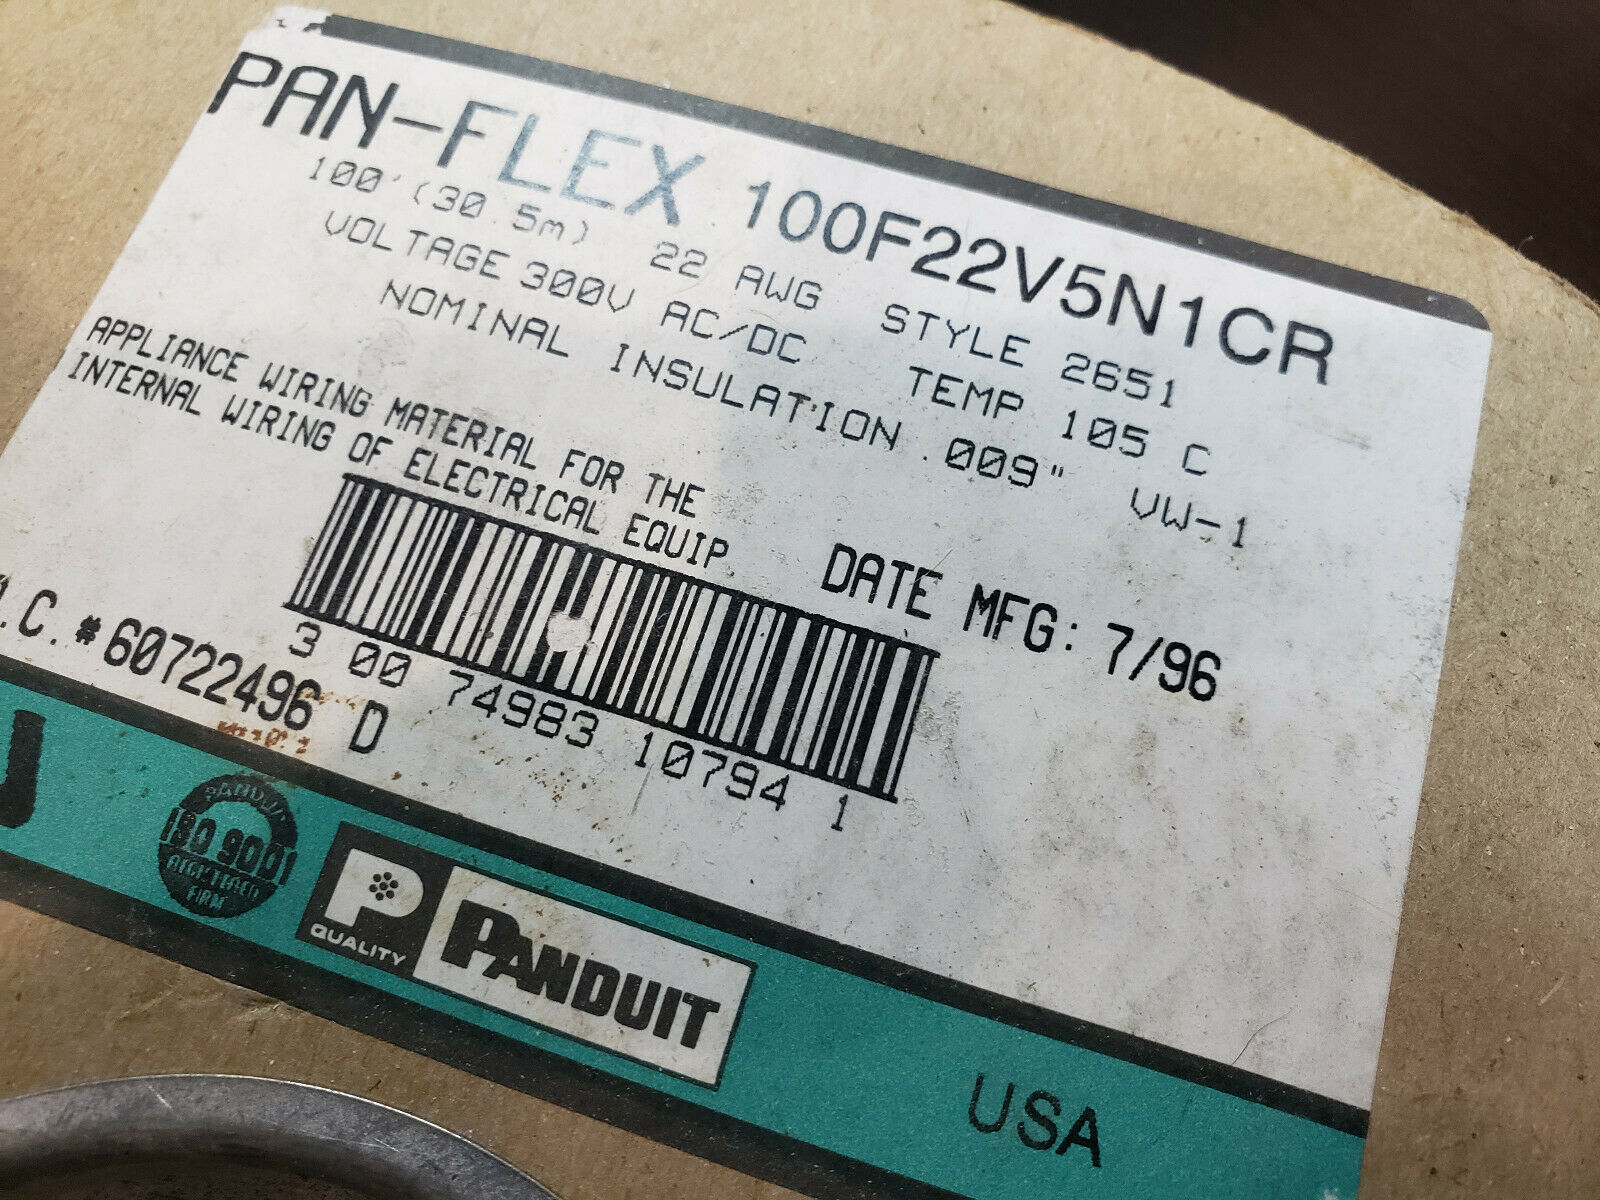 PAN-FLEX 100F22V5N1CR
100'(30.5m) 22 AWG STYLE 2651
VOLTAGE 300V AC/DC TEMP 105 C
NOMINAL INSULATION .009" VW-1
APPLIANCE WIRING MATERIAL FOR THE
INTERNAL WIRING OF ELECTRICAL EQUIP
DATE MFG: 7/96
3 00 74983 10794 1
.C.#60722496 D
PANDUIT
ISO 9001
REGISTERED
FIRM
P
QUALITY
PANDUIT
USA